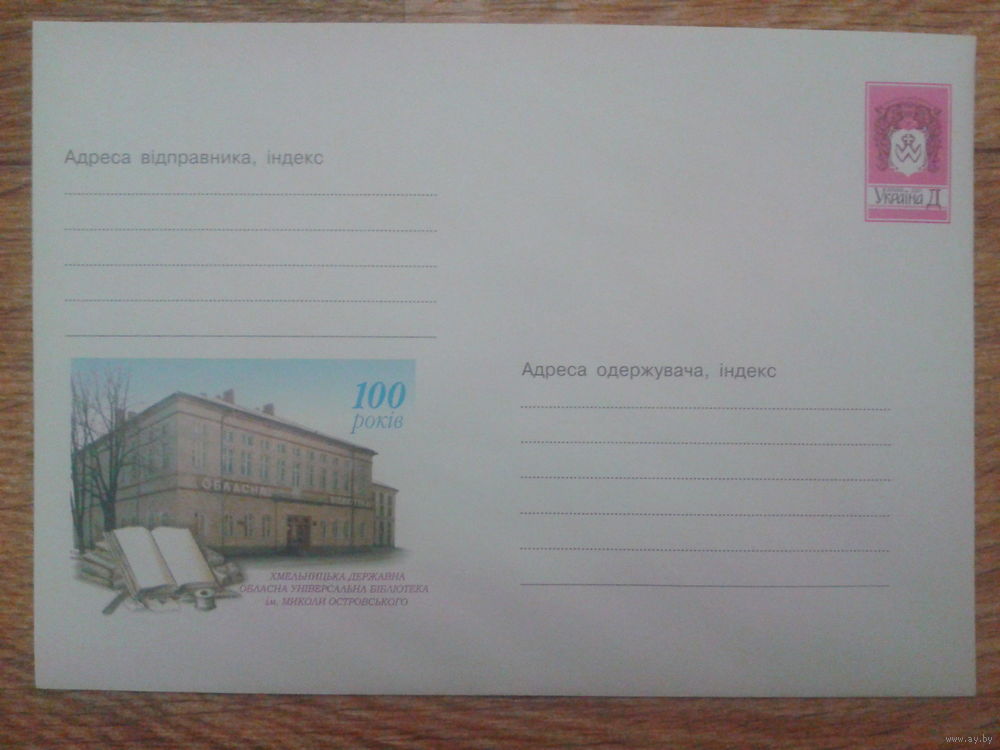 Адреса відправника, індекс
Україна Д
100
років
ОБЛАСНА
Адреса одержувача, індекс
ХМЕЛЬНИЦЬКА ДЕРЖАВНА
ОБЛАСНА УНІВЕРСАЛЬНА БІБЛІОТЕКА
ім. МИКОЛИ ОСТРОВСЬКОГО
www.ay.by